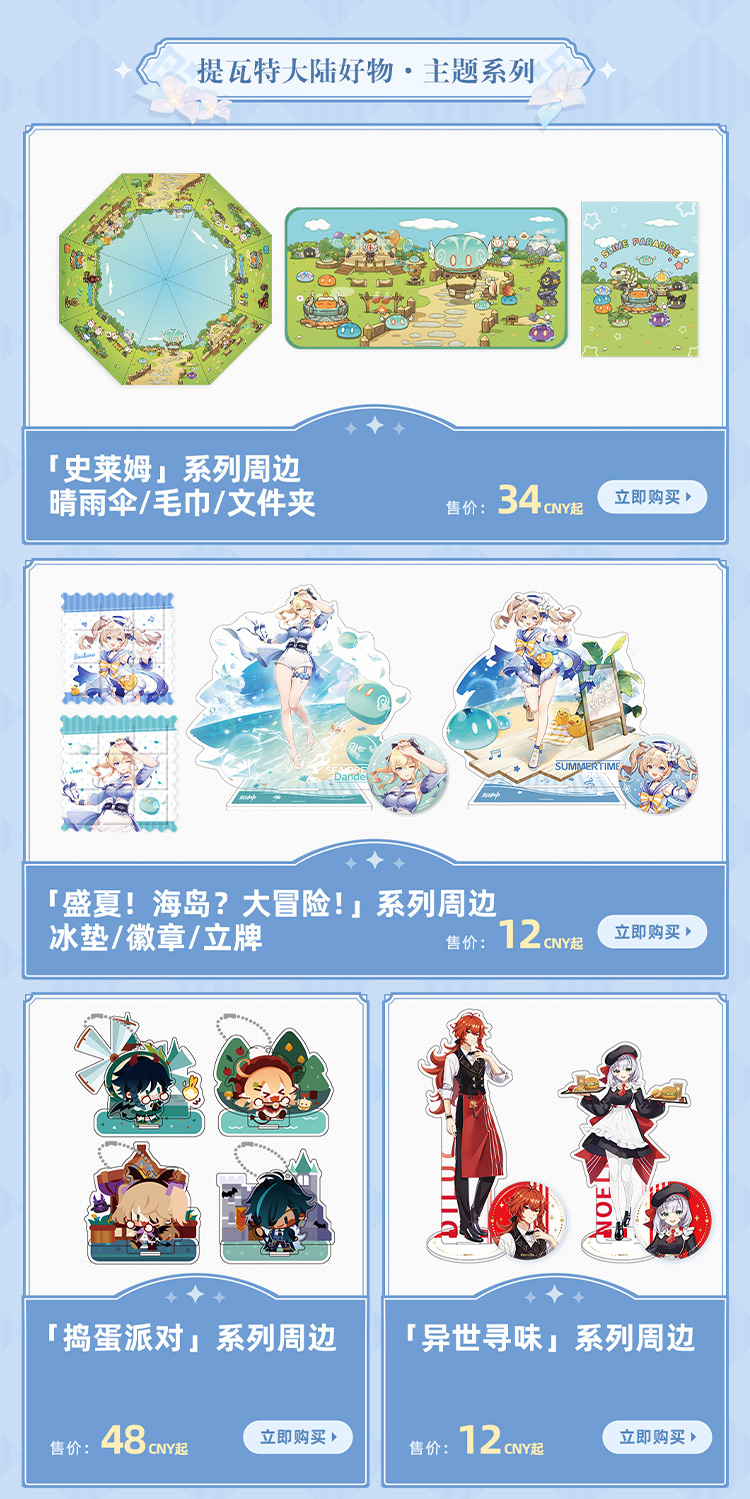 提瓦特大陆好物·主题系列
SLIME PARADISE
「史莱姆」系列周边
晴雨伞/毛巾/文件夹
售价：34CNY起
立即购买
Barbara
Jean
SUMMERTIME
「盛夏！海岛？大冒险！」系列周边
冰垫/徽章/立牌
售价：12CNY起
立即购买
DILUC
NOEL
「捣蛋派对」系列周边
售价：48CNY起
立即购买
「异世寻味」系列周边
售价：12CNY起
立即购买